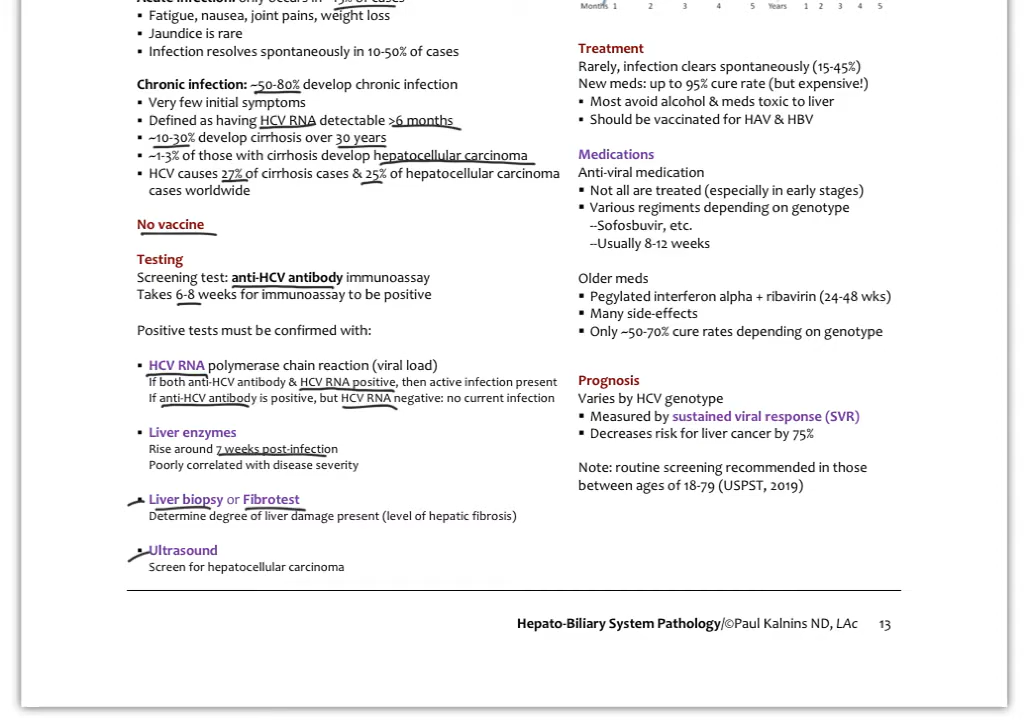 Acute infection: only occurs in ~15% of cases
▪ Fatigue, nausea, joint pains, weight loss
▪ Jaundice is rare
▪ Infection resolves spontaneously in 10-50% of cases
Chronic infection: ~50-80% develop chronic infection
▪ Very few initial symptoms
▪ Defined as having HCV RNA detectable >6 months
▪ ~10-30% develop cirrhosis over 30 years
▪ ~1-3% of those with cirrhosis develop hepatocellular carcinoma
▪ HCV causes 27% of cirrhosis cases & 25% of hepatocellular carcinoma
cases worldwide
No vaccine
Testing
Screening test: anti-HCV antibody immunoassay
Takes 6-8 weeks for immunoassay to be positive
Positive tests must be confirmed with:
▪ HCV RNA polymerase chain reaction (viral load)
If both anti-HCV antibody & HCV RNA positive, then active infection present
If anti-HCV antibody is positive, but HCV RNA negative: no current infection
▪ Liver enzymes
Rise around 7 weeks post-infection
Poorly correlated with disease severity
▪ Liver biopsy or Fibrotest
Determine degree of liver damage present (level of hepatic fibrosis)
▪ Ultrasound
Screen for hepatocellular carcinoma
Months 1 2 3 4 5 Years 1 2 3 4 5
Treatment
Rarely, infection clears spontaneously (15-45%)
New meds: up to 95% cure rate (but expensive!)
▪ Most avoid alcohol & meds toxic to liver
▪ Should be vaccinated for HAV & HBV
Medications
Anti-viral medication
▪ Not all are treated (especially in early stages)
▪ Various regiments depending on genotype
--Sofosbuvir, etc.
--Usually 8-12 weeks
Older meds
▪ Pegylated interferon alpha + ribavirin (24-48 wks)
▪ Many side-effects
▪ Only ~50-70% cure rates depending on genotype
Prognosis
Varies by HCV genotype
▪ Measured by sustained viral response (SVR)
▪ Decreases risk for liver cancer by 75%
Note: routine screening recommended in those
between ages of 18-79 (USPST, 2019)
Hepato-Biliary System Pathology/©Paul Kalnins ND, LAc 13